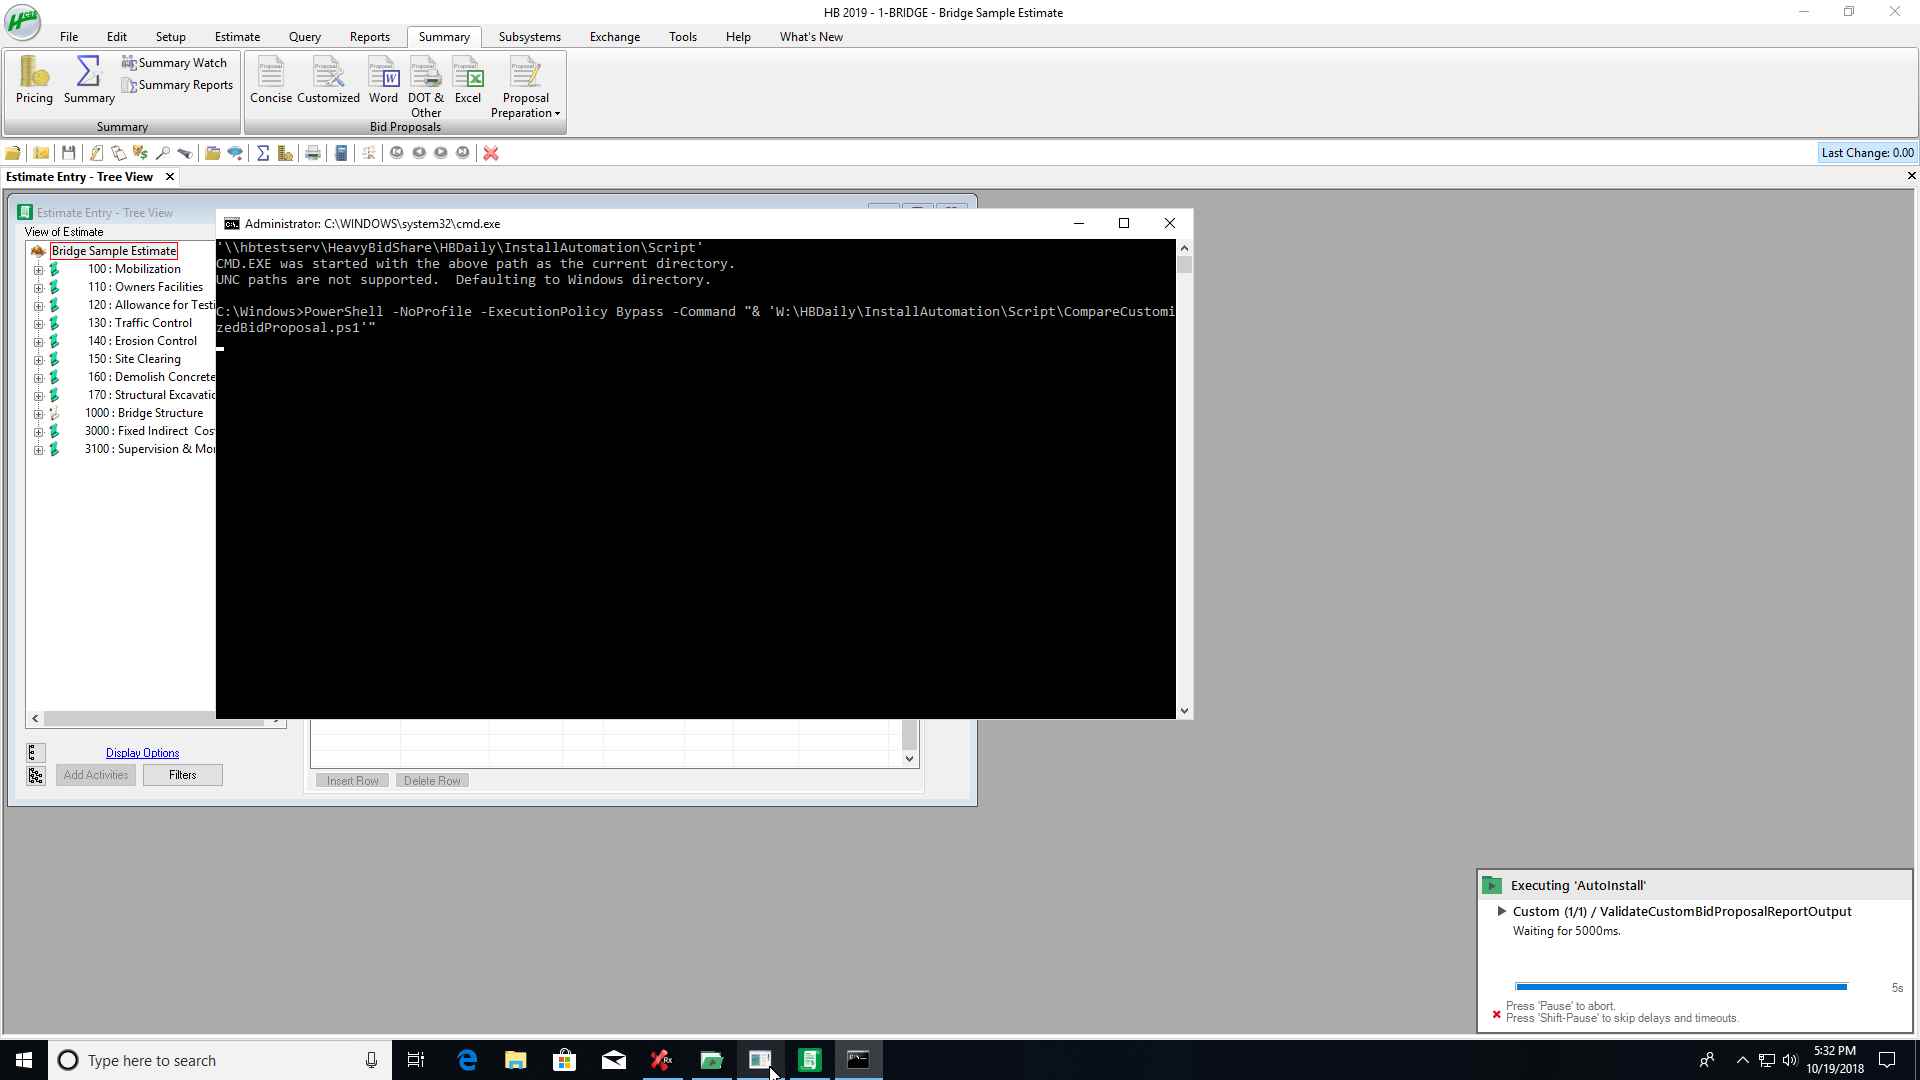 HB 2019 - 1-BRIDGE - Bridge Sample Estimate
File Edit Setup Estimate Query Reports Summary Subsystems Exchange Tools Help What's New
Pricing
Summary
Summary Watch
Summary Reports
Concise
Customized
Word
DOT & Other
Excel
Proposal Preparation
Summary
Bid Proposals
Last Change: 0.00
Estimate Entry - Tree View
Estimate Entry - Tree View
View of Estimate
Bridge Sample Estimate
100 : Mobilization
110 : Owners Facilities
120 : Allowance for Testi
130 : Traffic Control
140 : Erosion Control
150 : Site Clearing
160 : Demolish Concrete
170 : Structural Excavatio
1000 : Bridge Structure
3000 : Fixed Indirect Cos
3100 : Supervision & Mo
Display Options
Add Activities
Filters
Insert Row
Delete Row
Administrator: C:\WINDOWS\system32\cmd.exe
'\\hbtestserv\HeavyBidShare\HBDaily\InstallAutomation\Script'
CMD.EXE was started with the above path as the current directory.
UNC paths are not supported.  Defaulting to Windows directory.
C:\Windows>PowerShell -NoProfile -ExecutionPolicy Bypass -Command "& 'W:\HBDaily\InstallAutomation\Script\CompareCustomi
zedBidProposal.ps1'"
Executing 'AutoInstall'
Custom (1/1) / ValidateCustomBidProposalReportOutput
Waiting for 5000ms.
5s
Press 'Pause' to abort.
Press 'Shift-Pause' to skip delays and timeouts.
Type here to search
5:32 PM
10/19/2018